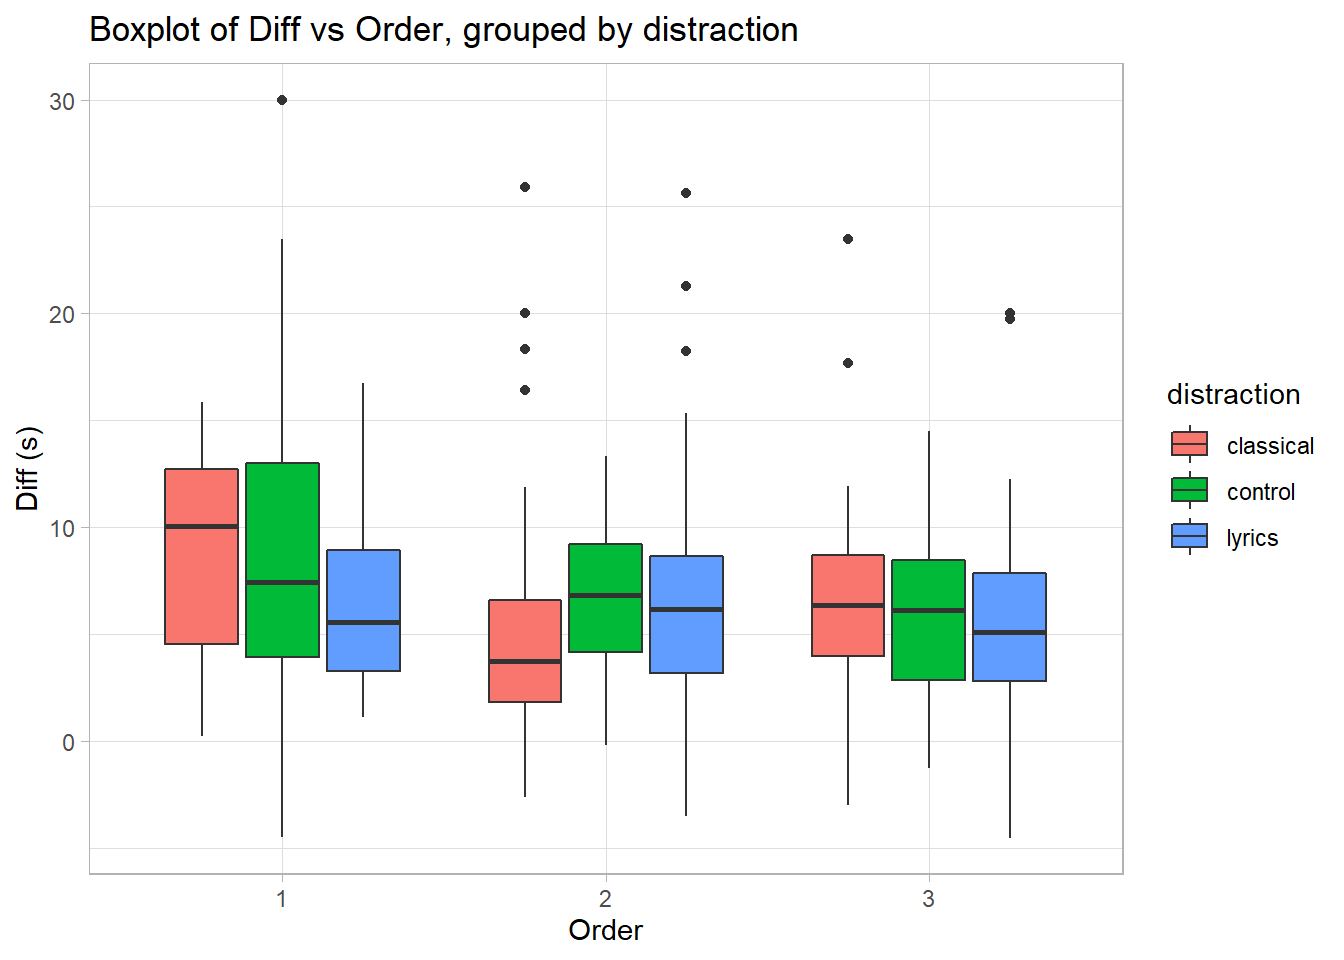 Boxplot of Diff vs Order, grouped by distraction
30
20
10
0
Diff (s)
1
2
3
Order
distraction
classical
control
lyrics